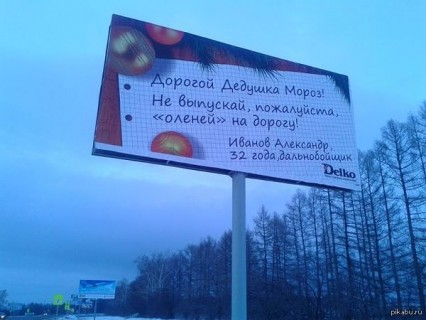 Дорогой Дедушка Мороз!
Не выпускай, пожалуйста,
«оленей» на дорогу!
Иванов Александр,
32 года,дальнобойщик
Delko
pikabu.ru